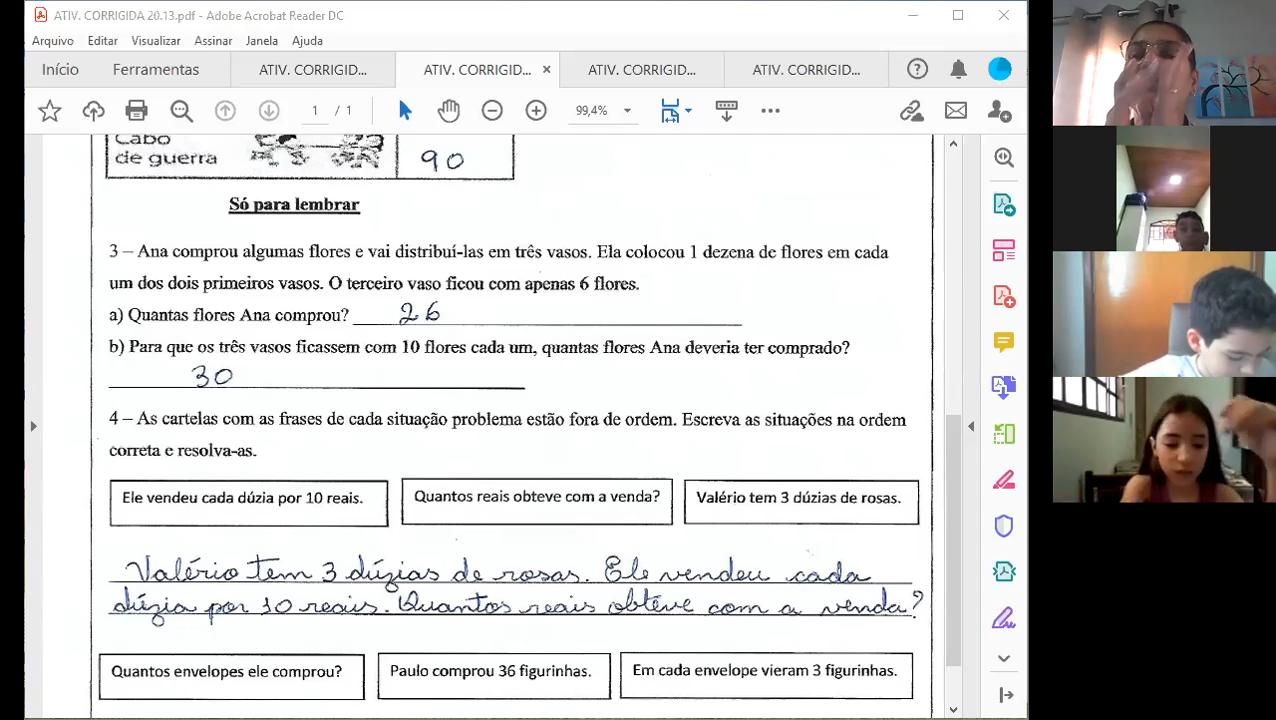 ATIV. CORRIGIDA 20.13.pdf - Adobe Acrobat Reader DC
Arquivo Editar Visualizar Assinar Janela Ajuda
Início Ferramentas ATIV. CORRIGID... ATIV. CORRIGID... × ATIV. CORRIGID... ATIV. CORRIGID...
1 / 1 99,4%
Cabo
de guerra 90
Só para lembrar
3 – Ana comprou algumas flores e vai distribuí-las em três vasos. Ela colocou 1 dezena de flores em cada
um dos dois primeiros vasos. O terceiro vaso ficou com apenas 6 flores.
a) Quantas flores Ana comprou? 26
b) Para que os três vasos ficassem com 10 flores cada um, quantas flores Ana deveria ter comprado?
30
4 – As cartelas com as frases de cada situação problema estão fora de ordem. Escreva as situações na ordem
correta e resolva-as.
Ele vendeu cada dúzia por 10 reais. Quantos reais obteve com a venda? Valério tem 3 dúzias de rosas.
Valério tem 3 dúzias de rosas. Ele vendeu cada
dúzia por 10 reais. Quantos reais obteve com a venda?
Quantos envelopes ele comprou? Paulo comprou 36 figurinhas. Em cada envelope vieram 3 figurinhas.